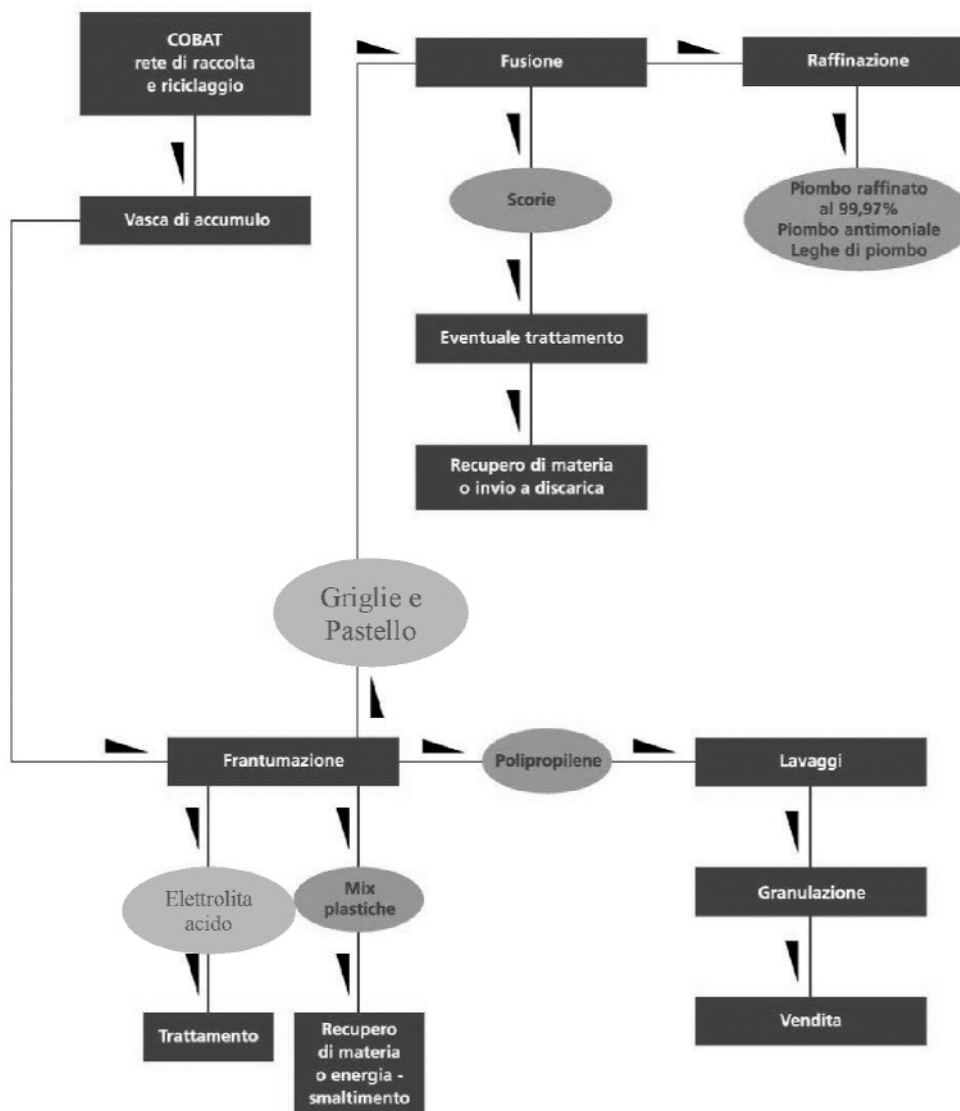 COBAT
rete di raccolta
e riciclaggio
Vasca di accumulo
Fusione
Raffinazione
Scorie
Piombo raffinato
al 99,97%
Piombo antimoniale
Leghe di piombo
Eventuale trattamento
Recupero di materia
o invio a discarica
Griglie e
Pastello
Frantumazione
Polipropilene
Lavaggi
Elettrolita
acido
Mix
plastiche
Granulazione
Trattamento
Recupero
di materia
o energia -
smaltimento
Vendita